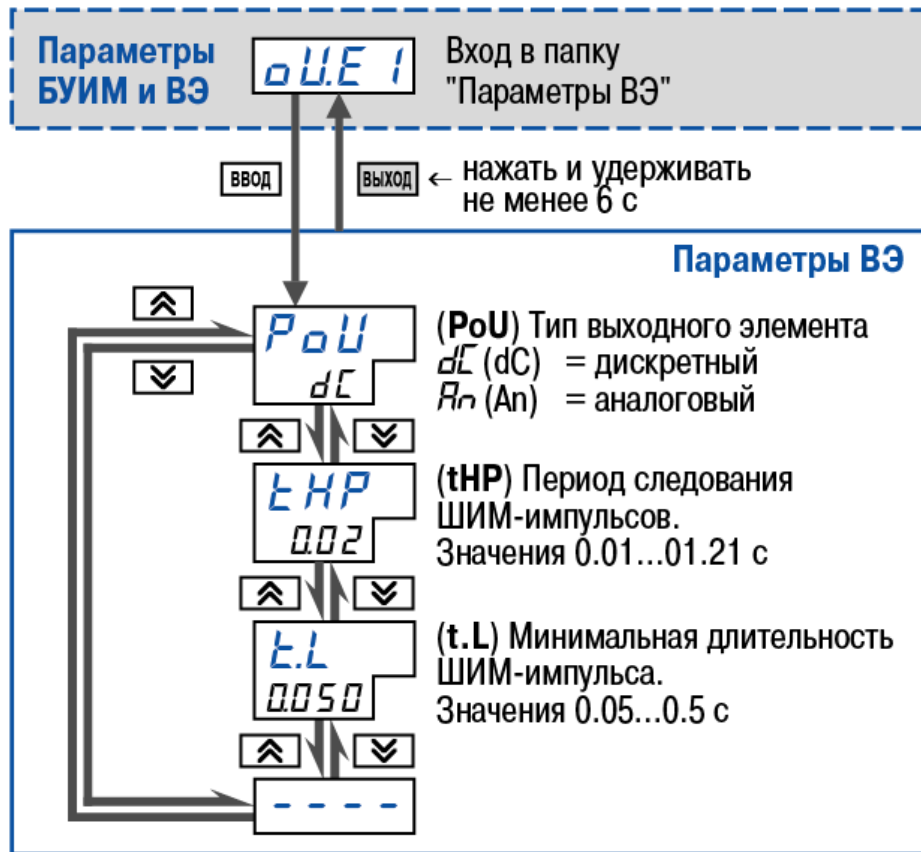 Параметры
БУИМ и ВЭ
oU.E 1
Вход в папку
"Параметры ВЭ"
ВВОД
ВЫХОД
← нажать и удерживать
не менее 6 с
Параметры ВЭ
PoU
dC
(PoU) Тип выходного элемента
dC (dC) = дискретный
An (An) = аналоговый
tHP
0.02
(tHP) Период следования
ШИМ-импульсов.
Значения 0.01...01.21 с
t.L
0.050
(t.L) Минимальная длительность
ШИМ-импульса.
Значения 0.05...0.5 с
- - - -